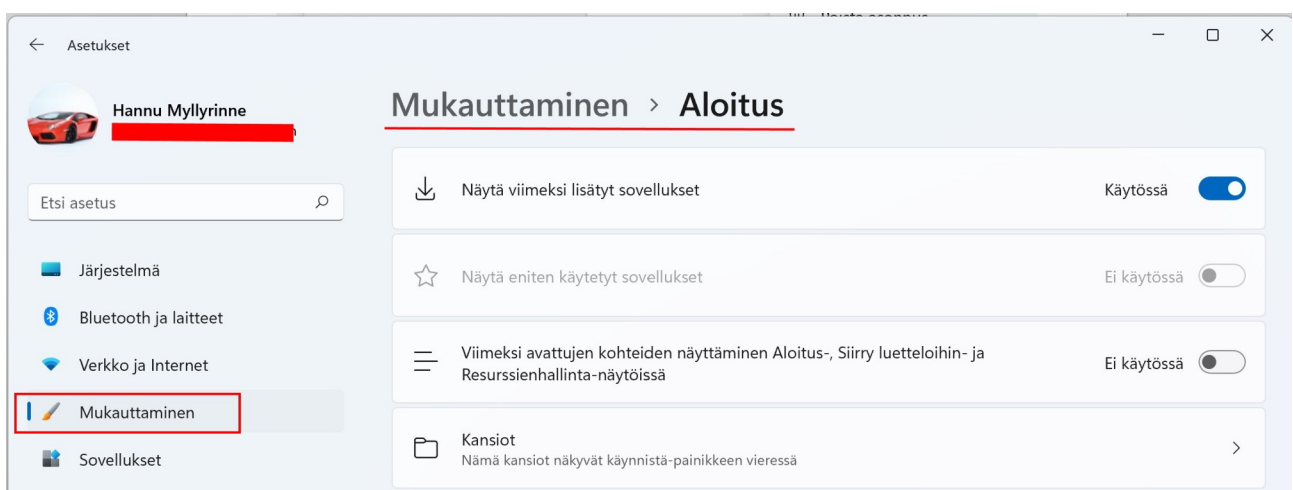 Asetukset
Hannu Myllyrinne
Etsi asetus
Järjestelmä
Bluetooth ja laitteet
Verkko ja Internet
Mukauttaminen
Sovellukset
Mukauttaminen > Aloitus
Näytä viimeksi lisätyt sovellukset
Käytössä
Näytä eniten käytetyt sovellukset
Ei käytössä
Viimeksi avattujen kohteiden näyttäminen Aloitus-, Siirry luetteloihin- ja
Resurssienhallinta-näytöissä
Ei käytössä
Kansiot
Nämä kansiot näkyvät käynnistä-painikkeen vieressä